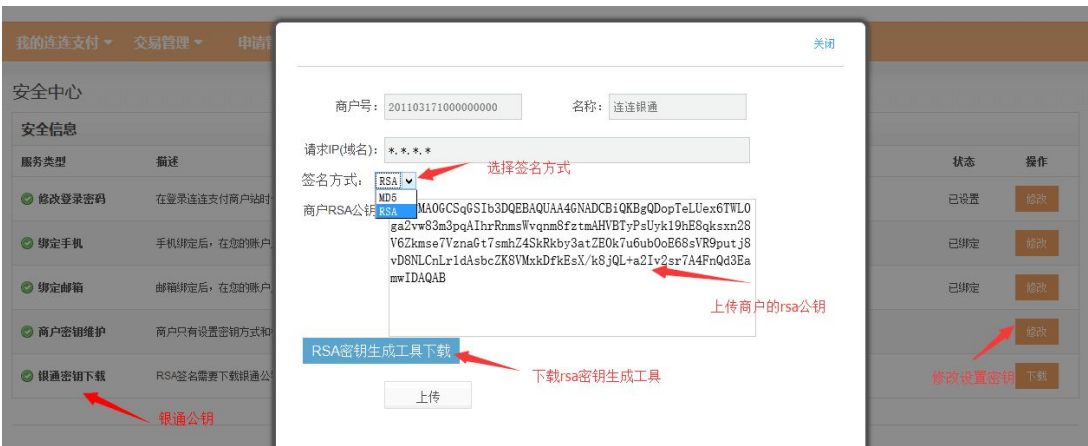 我的连连支付 交易管理 申请
关闭
安全中心
商户号： 201103171000000000 名称： 连连银通
安全信息
请求IP(域名)： *.*.*.*
选择签名方式
服务类型 描述 状态 操作
签名方式： RSA
MD5
RSA
修改登录密码 在登录连连支付商户站时 已设置 修改
商户RSA公钥
MA0GCSqGSIb3DQEBAQUAA4GNADCBiQKBgQDopTeLUex6TWL0
ga2vw83m3pqAIhrRnmsWvqnm8fztmAHVBTyPsUyk19hE8qksxn28
V6Zkmse7VznaGt7smhZ4SkRkby3atZE0k7u6ub0oE68sVR9putj8
vD8NLCnLr1dAsbcZK8VMxkDfkEsX/k8jQL+a2Iv2sr7A4FnQd3Ea
mwIDAQAB
绑定手机 手机绑定后，在您的账户 已绑定 修改
绑定邮箱 邮箱绑定后，在您的账户 已绑定 修改
上传商户的rsa公钥
商户密钥维护 商户只有设置密钥方式和 修改
RSA密钥生成工具下载
下载rsa密钥生成工具
修改设置密钥
银通密钥下载 RSA签名需要下载银通公 下载
上传
银通公钥